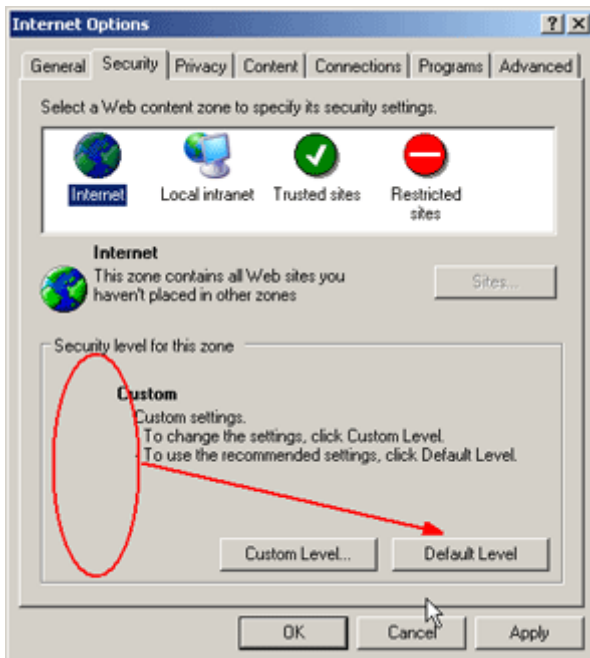 Internet Options
General Security Privacy Content Connections Programs Advanced
Select a Web content zone to specify its security settings.
Internet Local intranet Trusted sites Restricted
sites
Internet
This zone contains all Web sites you
haven't placed in other zones
Sites...
Security level for this zone
Custom
Custom settings.
- To change the settings, click Custom Level.
- To use the recommended settings, click Default Level.
Custom Level... Default Level
OK Cancel Apply